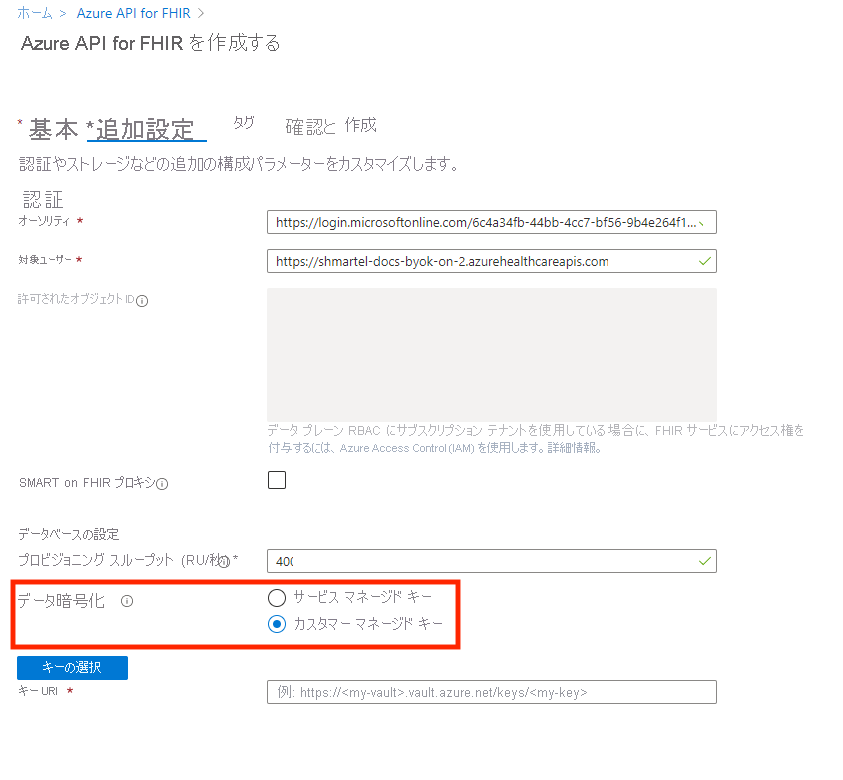 ホーム > Azure API for FHIR >
Azure API for FHIR を作成する
* 基本 *追加設定 タグ 確認と 作成
認証やストレージなどの追加の構成パラメーターをカスタマイズします。
認証
オーソリティ * https://login.microsoftonline.com/6c4a34fb-44bb-4cc7-bf56-9b4e264f1...
対象ユーザー * https://shmartel-docs-byok-on-2.azurehealthcareapis.com
許可されたオブジェクト ID
データ プレーン RBAC にサブスクリプション テナントを使用している場合に、FHIR サービスにアクセス権を
付与するには、Azure Access Control (IAM) を使用します。詳細情報。
SMART on FHIR プロキシ
データベースの設定
プロビジョニング スループット (RU/秒) * 400
データ暗号化 サービス マネージド キー
カスタマー マネージド キー
キーの選択
キー URI * 例: https://<my-vault>.vault.azure.net/keys/<my-key>